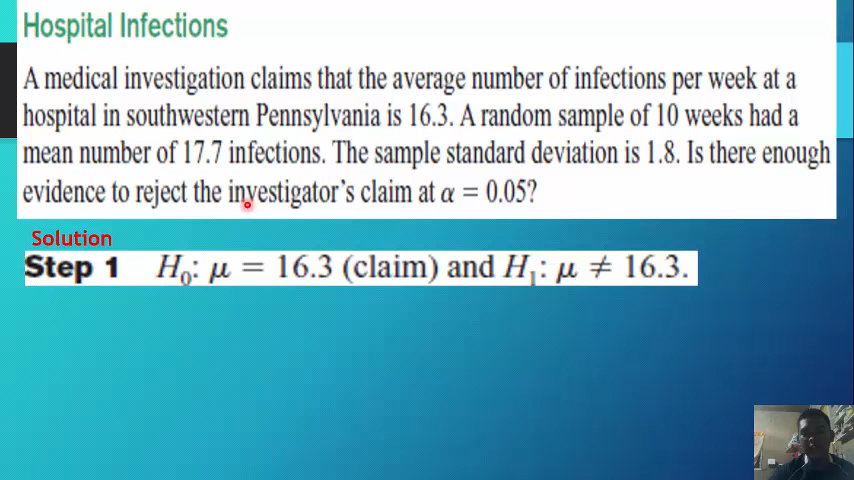 Hospital Infections
A medical investigation claims that the average number of infections per week at a
hospital in southwestern Pennsylvania is 16.3. A random sample of 10 weeks had a
mean number of 17.7 infections. The sample standard deviation is 1.8. Is there enough
evidence to reject the investigator's claim at α = 0.05?
Solution
Step 1 H₀: μ = 16.3 (claim) and H₁: μ ≠ 16.3.